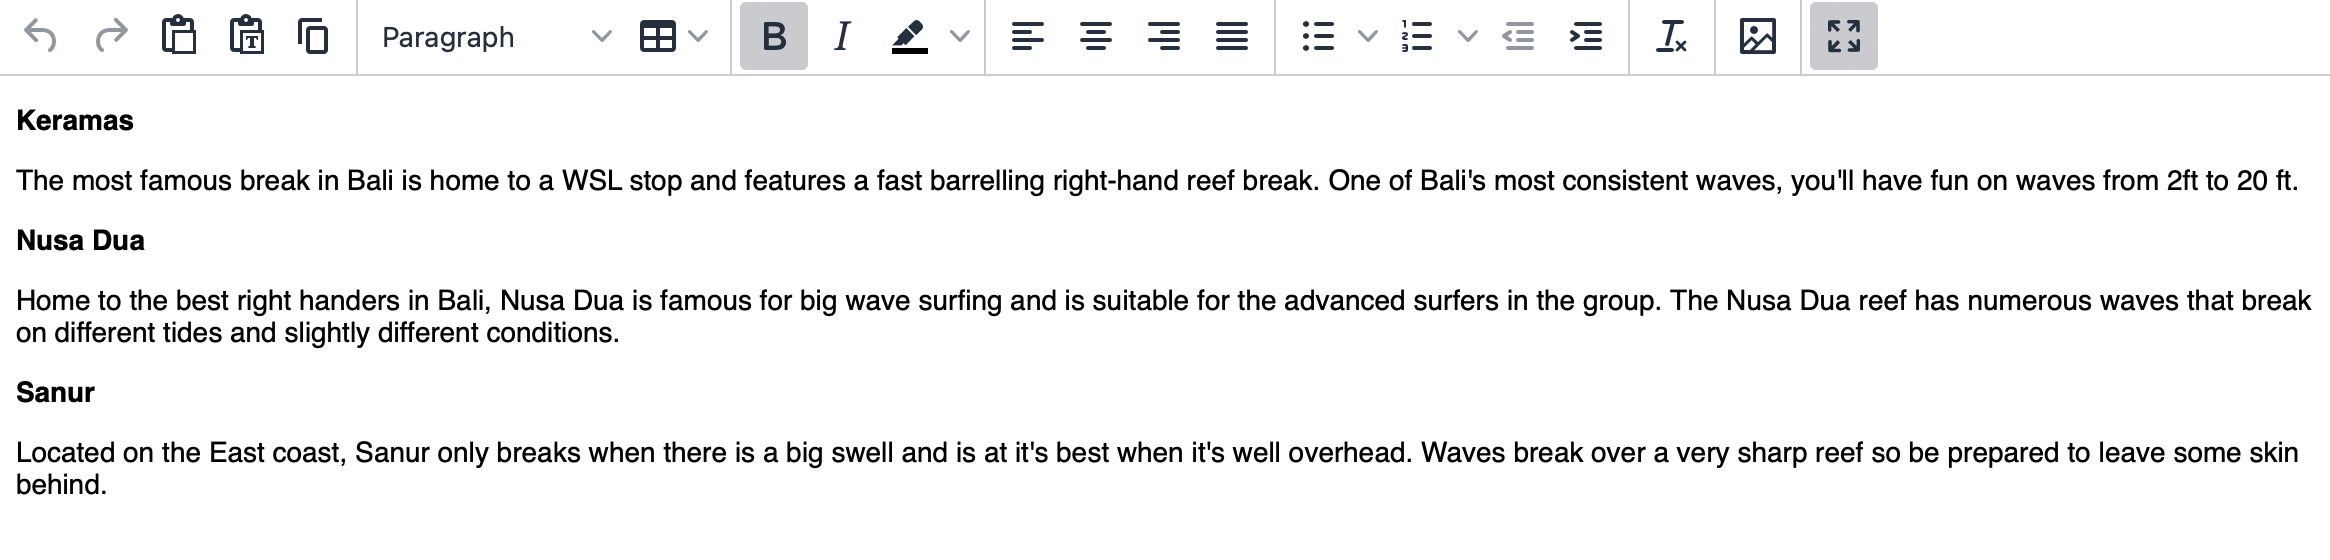 Paragraph
B I
Keramas
The most famous break in Bali is home to a WSL stop and features a fast barrelling right-hand reef break. One of Bali's most consistent waves, you'll have fun on waves from 2ft to 20 ft.
Nusa Dua
Home to the best right handers in Bali, Nusa Dua is famous for big wave surfing and is suitable for the advanced surfers in the group. The Nusa Dua reef has numerous waves that break
on different tides and slightly different conditions.
Sanur
Located on the East coast, Sanur only breaks when there is a big swell and is at it's best when it's well overhead. Waves break over a very sharp reef so be prepared to leave some skin
behind.